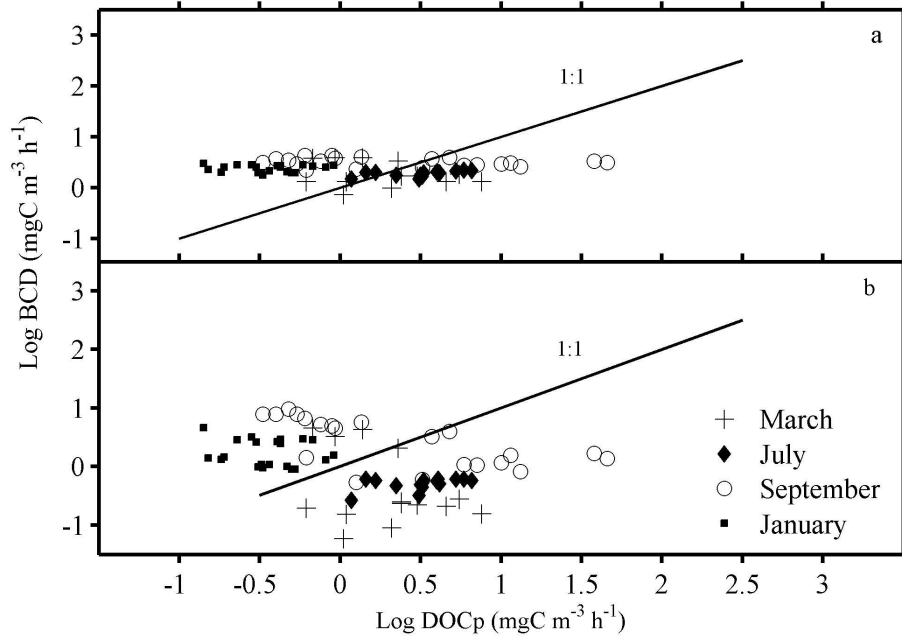 a
3
2
1
0
-1
1:1
Log BCD (mgC m⁻³ h⁻¹)
b
3
2
1
0
-1
1:1
March
July
September
January
-1 -0.5 0 0.5 1 1.5 2 2.5 3
Log DOCp (mgC m⁻³ h⁻¹)